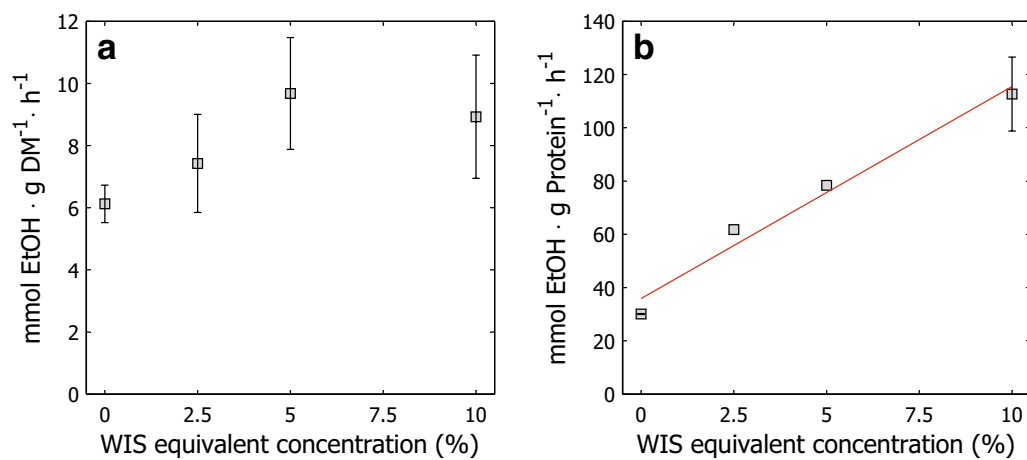 a
mmol EtOH · g DM⁻¹· h⁻¹
12
10
8
6
4
2
0
0 2.5 5 7.5 10
WIS equivalent concentration (%)
b
mmol EtOH · g Protein⁻¹· h⁻¹
140
120
100
80
60
40
20
0
0 2.5 5 7.5 10
WIS equivalent concentration (%)